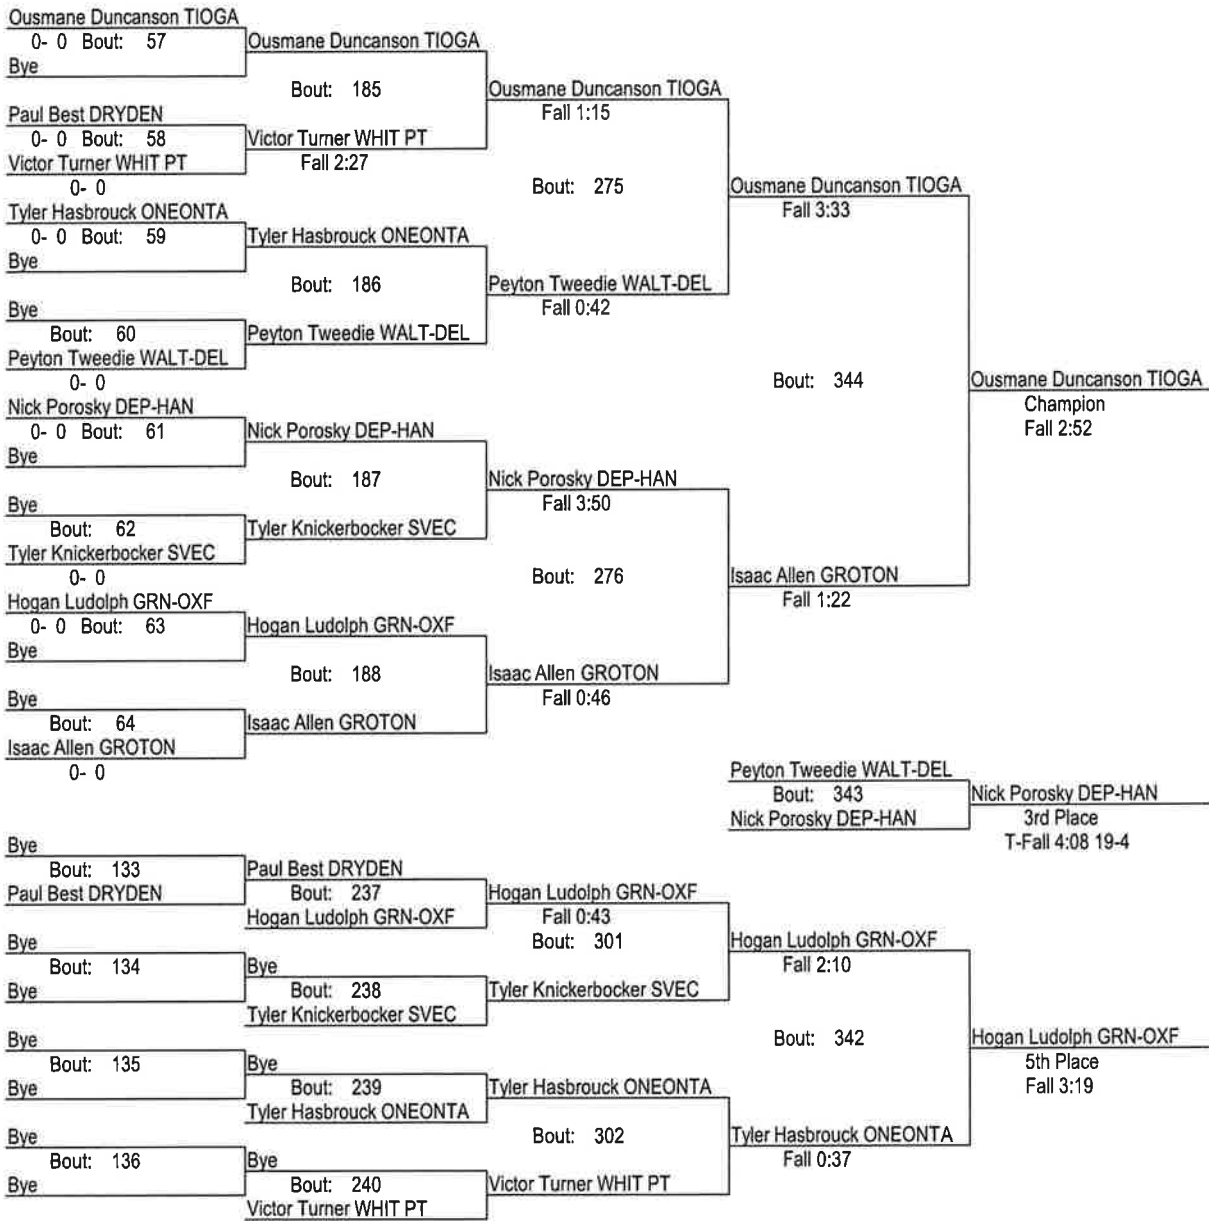 Ousmane Duncanson TIOGA
0- 0 Bout: 57
Bye
Ousmane Duncanson TIOGA
Bout: 185
Paul Best DRYDEN
0- 0 Bout: 58
Victor Turner WHIT PT
0- 0
Victor Turner WHIT PT
Fall 2:27
Ousmane Duncanson TIOGA
Fall 1:15
Bout: 275
Tyler Hasbrouck ONEONTA
0- 0 Bout: 59
Bye
Tyler Hasbrouck ONEONTA
Bout: 186
Bye
Bout: 60
Peyton Tweedie WALT-DEL
0- 0
Peyton Tweedie WALT-DEL
Peyton Tweedie WALT-DEL
Fall 0:42
Ousmane Duncanson TIOGA
Fall 3:33
Bout: 344
Nick Porosky DEP-HAN
0- 0 Bout: 61
Bye
Nick Porosky DEP-HAN
Bout: 187
Bye
Bout: 62
Tyler Knickerbocker SVEC
0- 0
Tyler Knickerbocker SVEC
Nick Porosky DEP-HAN
Fall 3:50
Bout: 276
Hogan Ludolph GRN-OXF
0- 0 Bout: 63
Bye
Hogan Ludolph GRN-OXF
Bout: 188
Bye
Bout: 64
Isaac Allen GROTON
0- 0
Isaac Allen GROTON
Isaac Allen GROTON
Fall 0:46
Isaac Allen GROTON
Fall 1:22
Ousmane Duncanson TIOGA
Champion
Fall 2:52
Peyton Tweedie WALT-DEL
Bout: 343
Nick Porosky DEP-HAN
Nick Porosky DEP-HAN
3rd Place
T-Fall 4:08 19-4
Bye
Bout: 133
Paul Best DRYDEN
Paul Best DRYDEN
Bout: 237
Hogan Ludolph GRN-OXF
Hogan Ludolph GRN-OXF
Fall 0:43
Bout: 301
Bye
Bout: 134
Bye
Bye
Bout: 238
Tyler Knickerbocker SVEC
Tyler Knickerbocker SVEC
Hogan Ludolph GRN-OXF
Fall 2:10
Bout: 342
Bye
Bout: 135
Bye
Bye
Bout: 239
Tyler Hasbrouck ONEONTA
Tyler Hasbrouck ONEONTA
Bout: 302
Bye
Bout: 136
Bye
Bye
Bout: 240
Victor Turner WHIT PT
Victor Turner WHIT PT
Tyler Hasbrouck ONEONTA
Fall 0:37
Hogan Ludolph GRN-OXF
5th Place
Fall 3:19